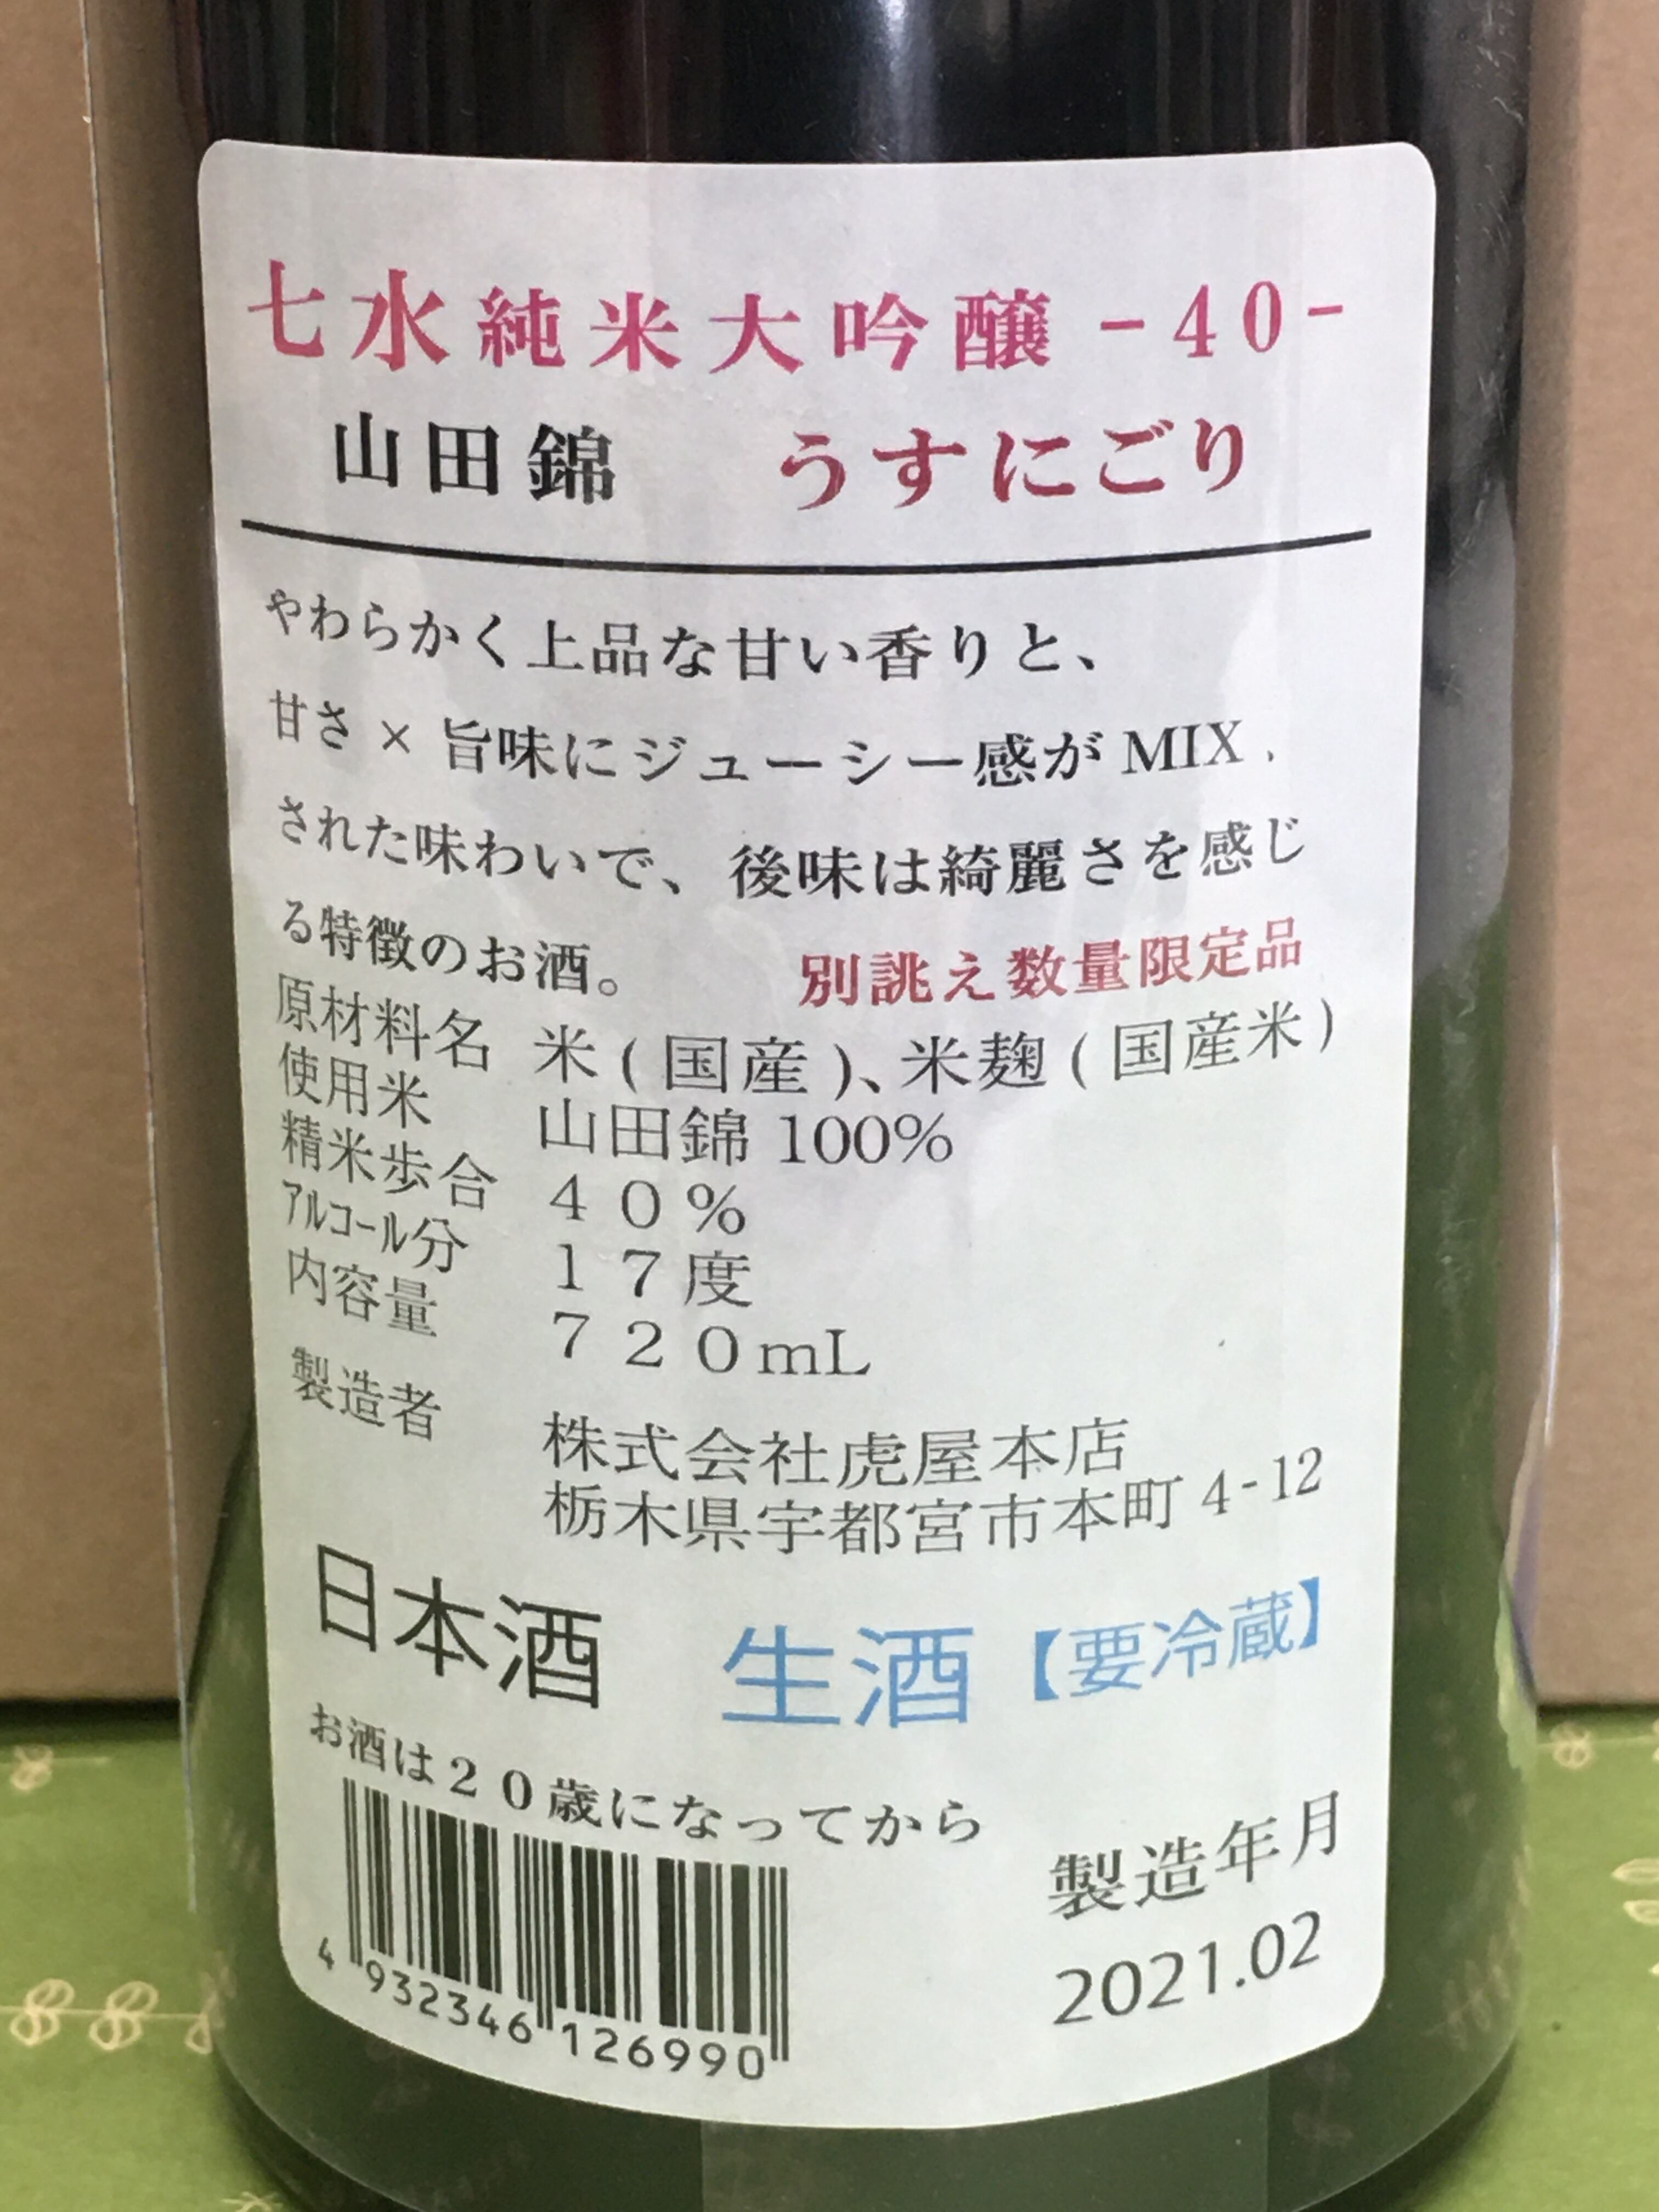 七水純米大吟醸 -40-
山田錦　うすにごり
やわらかく上品な甘い香りと、
甘さ × 旨味にジューシー感が MIX .
された味わいで、後味は綺麗さを感じ
る特徴のお酒。　別誂え数量限定品
原材料名　米(国産)、米麹(国産米)
使用米　山田錦 100%
精米歩合　４０％
ｱﾙｺｰﾙ分　１７度
内容量　７２０mL
製造者　株式会社虎屋本店
栃木県宇都宮市本町 4-12
日本酒　生酒【要冷蔵】
お酒は２０歳になってから
製造年月
2021.02
4 932346 126990